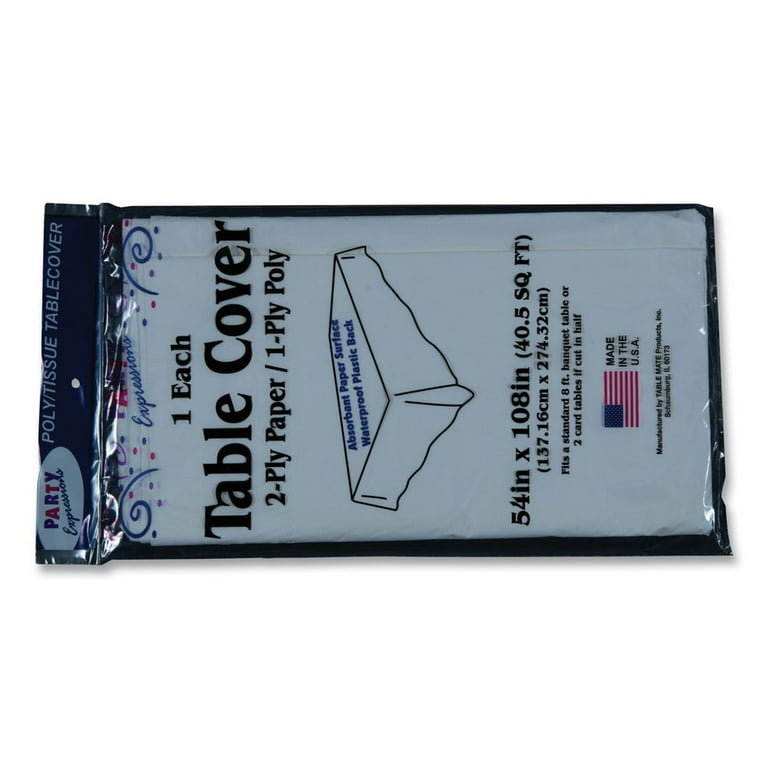 PARTY
Expressions
POLY/TISSUE TABLECOVER
PARTY
Expressions
1 Each
Table Cover
2-Ply Paper / 1-Ply Poly
Absorbant Paper Surface
Waterproof Plastic Back
54in x 108in (40.5 SQ FT)
(137.16cm x 274.32cm)
Fits a standard 8 ft. banquet table or
2 card tables if cut in half
MADE
IN THE
U.S.A.
Manufactured by TABLE MATE Products, Inc.
Schaumburg, IL 60173